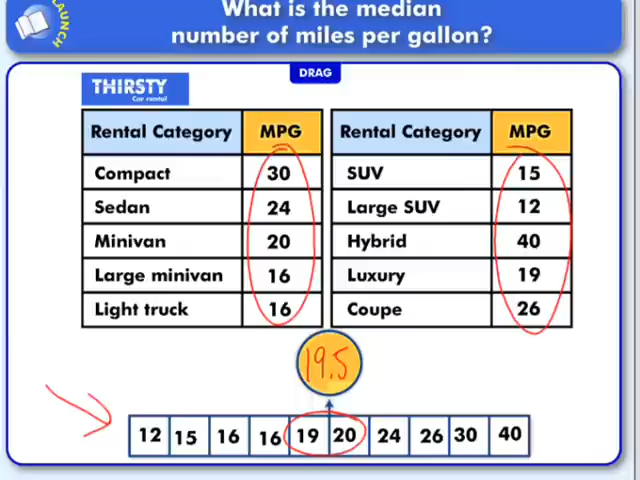 What is the median
number of miles per gallon?
LAUNCH
DRAG
THIRSTY
Car rental
Rental Category MPG Rental Category MPG
Compact 30 SUV 15
Sedan 24 Large SUV 12
Minivan 20 Hybrid 40
Large minivan 16 Luxury 19
Light truck 16 Coupe 26
19.5
12 15 16 16 19 20 24 26 30 40